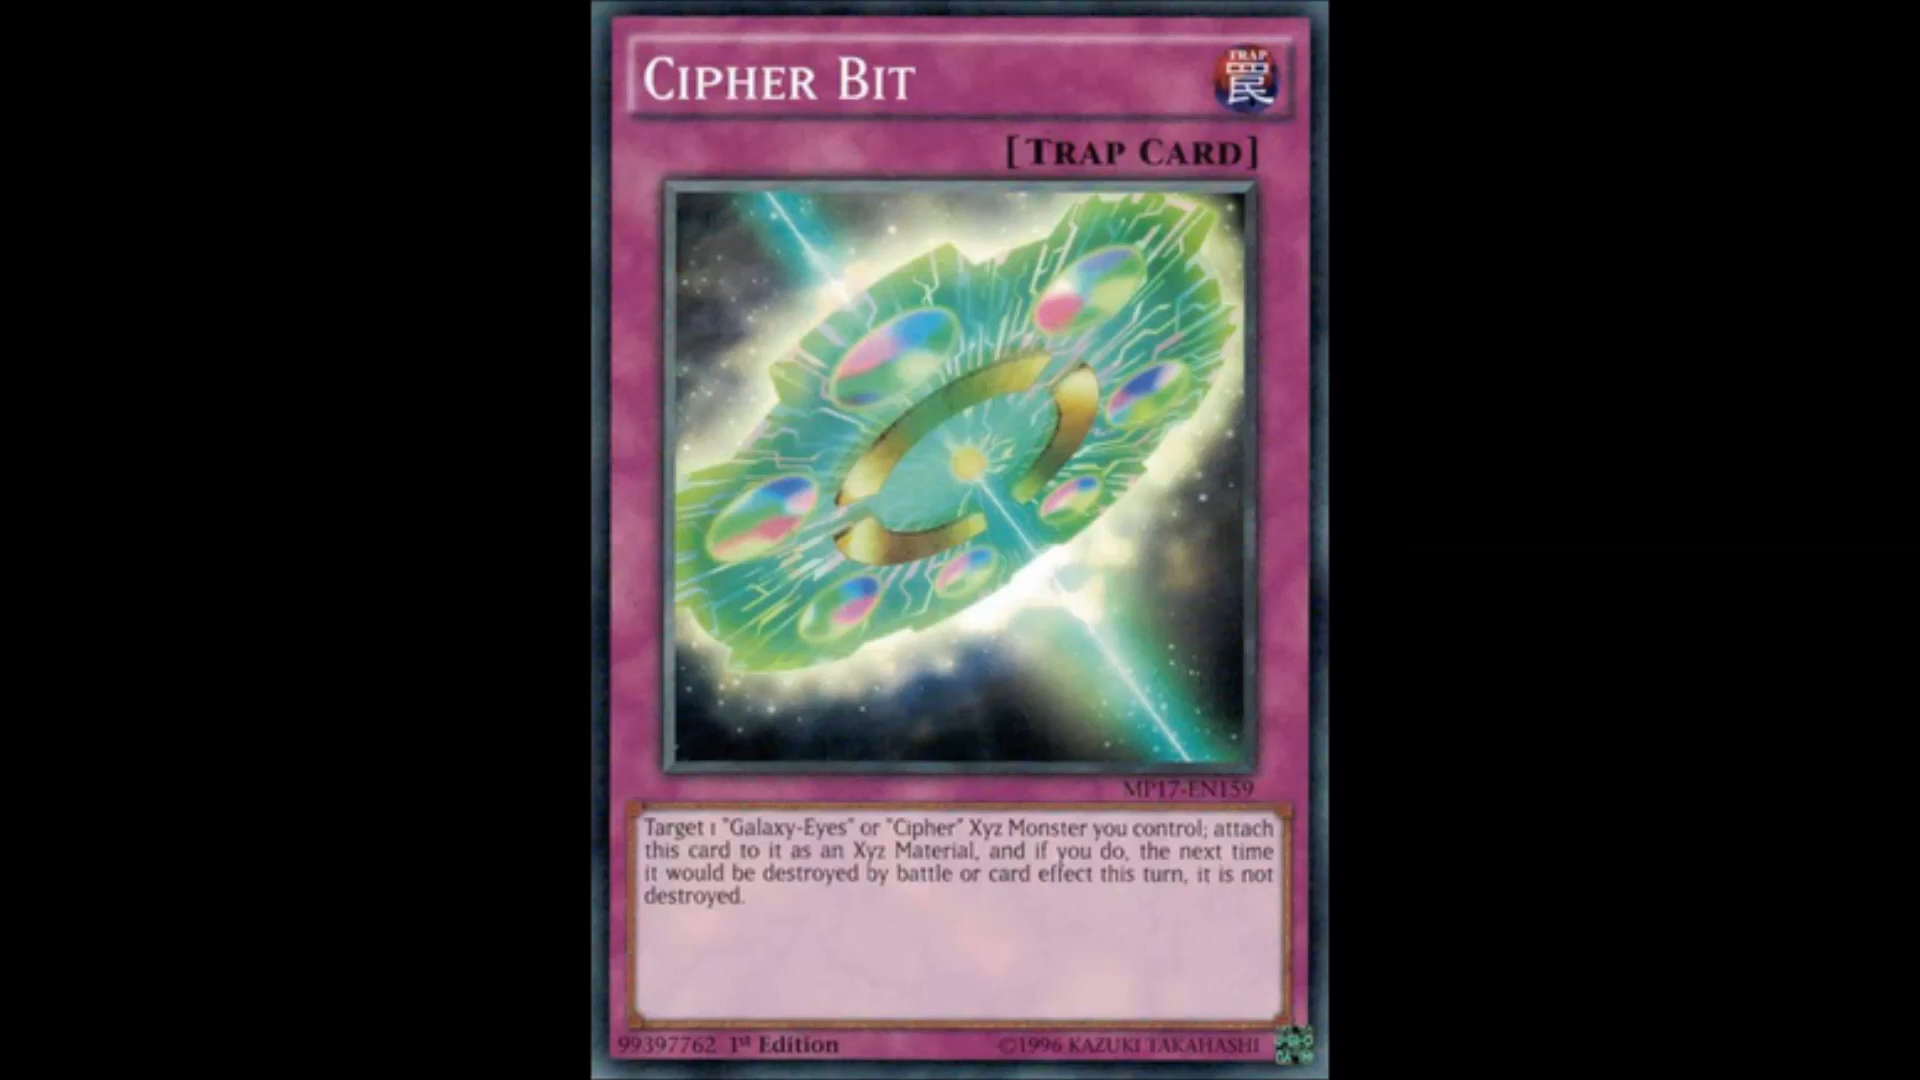 CIPHER BIT
TRAP
罠
[TRAP CARD]
MP17-EN159
Target 1 "Galaxy-Eyes" or "Cipher" Xyz Monster you control; attach
this card to it as an Xyz Material, and if you do, the next time
it would be destroyed by battle or card effect this turn, it is not
destroyed.
99397762 1st Edition ©1996 KAZUKI TAKAHASHI